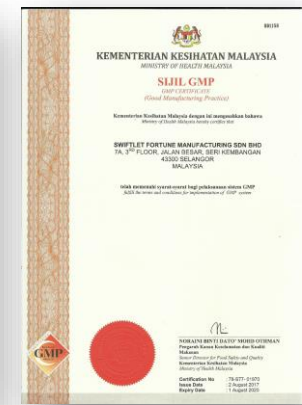 KEMENTERIAN KESIHATAN MALAYSIA
MINISTRY OF HEALTH MALAYSIA
SIJIL GMP
GMP CERTIFICATE
(Good Manufacturing Practice)
Kementerian Kesihatan Malaysia dengan ini mengesahkan bahawa
Ministry of Health Malaysia hereby certifies that
SWIFTLET FORTUNE MANUFACTURING SDN BHD
7A, 3RD FLOOR, JALAN BESAR, SERI KEMBANGAN
43300 SELANGOR
MALAYSIA
telah mematuhi syarat-syarat bagi pelaksanaan sistem GMP
fulfill the terms and conditions for implementation of GMP system
GMP
NORAINI BINTI DATO' MOHD OTHMAN
Pengarah Kanan Keselamatan dan Kualiti
Makanan
Senior Director for Food Safety and Quality
Kementerian Kesihatan Malaysia
Ministry of Health Malaysia
Certification No
Issue Date : 2 August 2017
Expiry Date : 1 August 2020